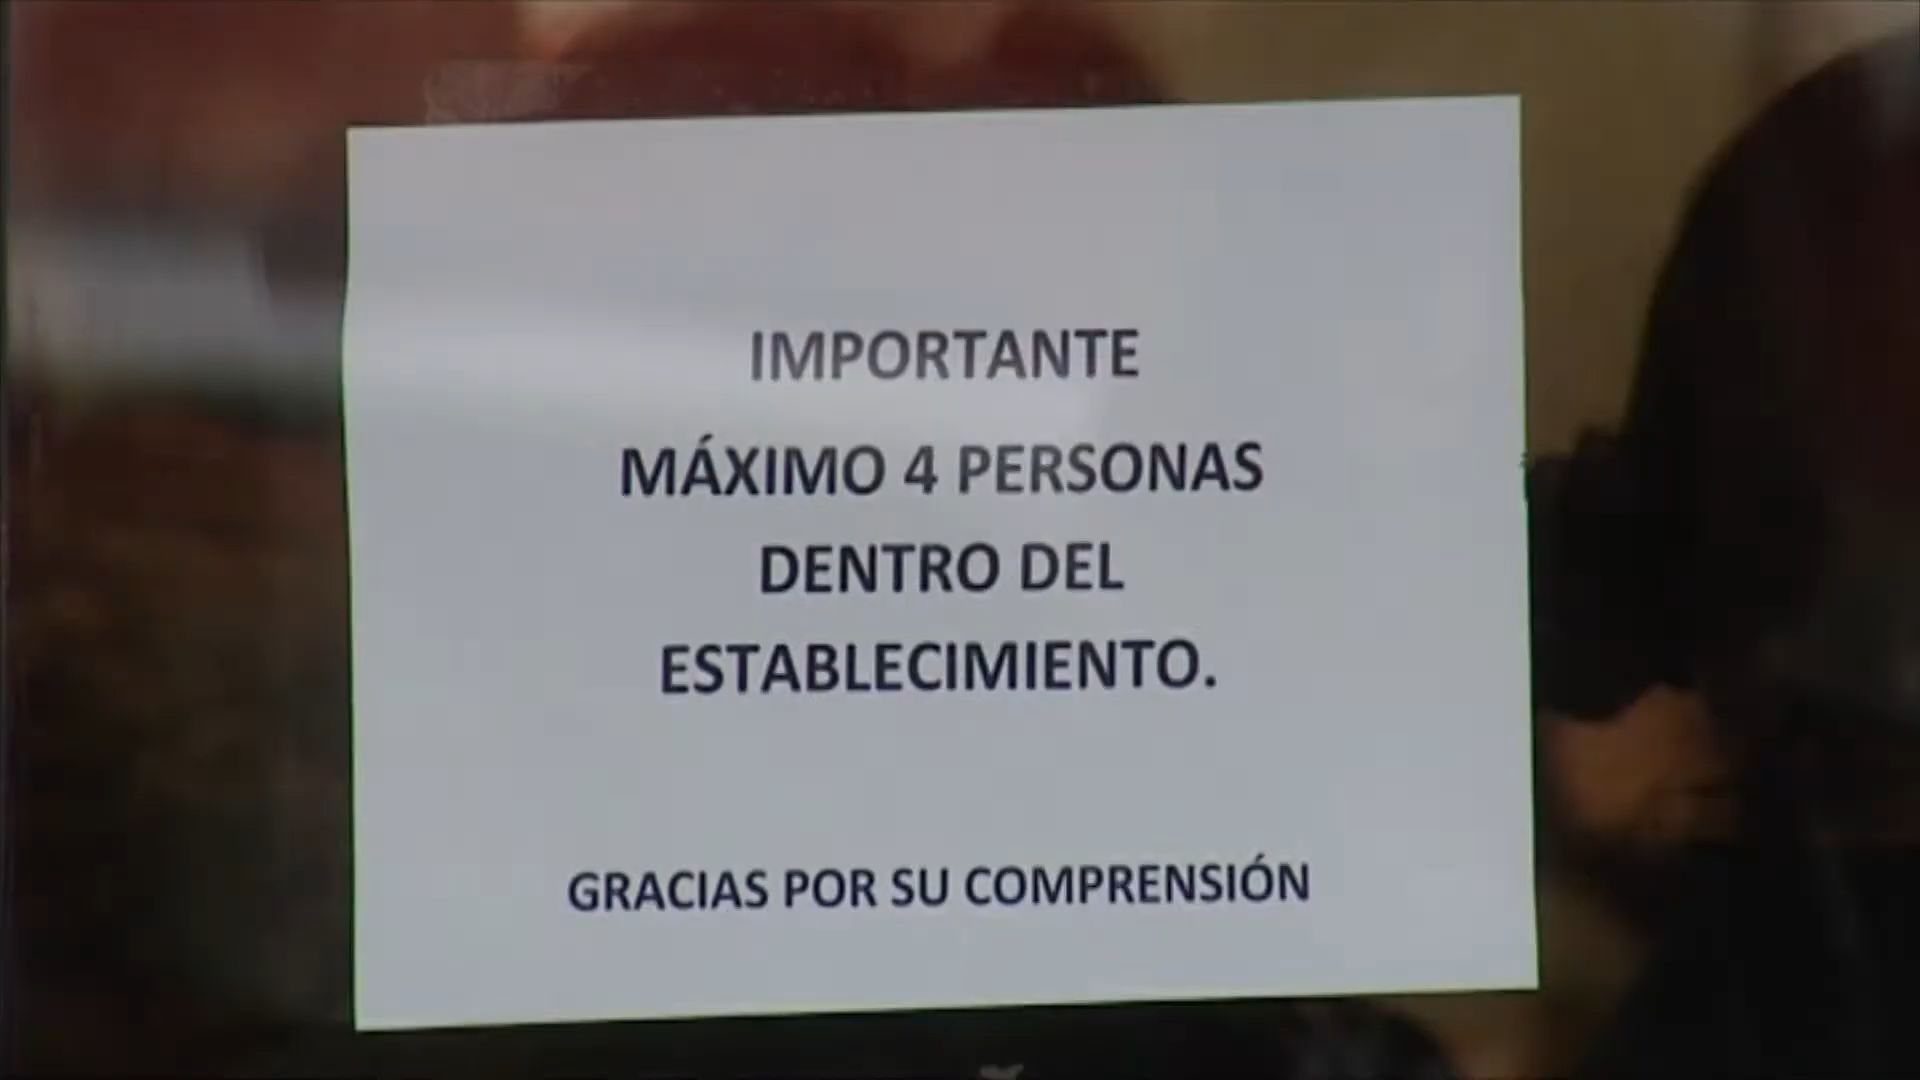 IMPORTANTE
MÁXIMO 4 PERSONAS
DENTRO DEL
ESTABLECIMIENTO.
GRACIAS POR SU COMPRENSIÓN